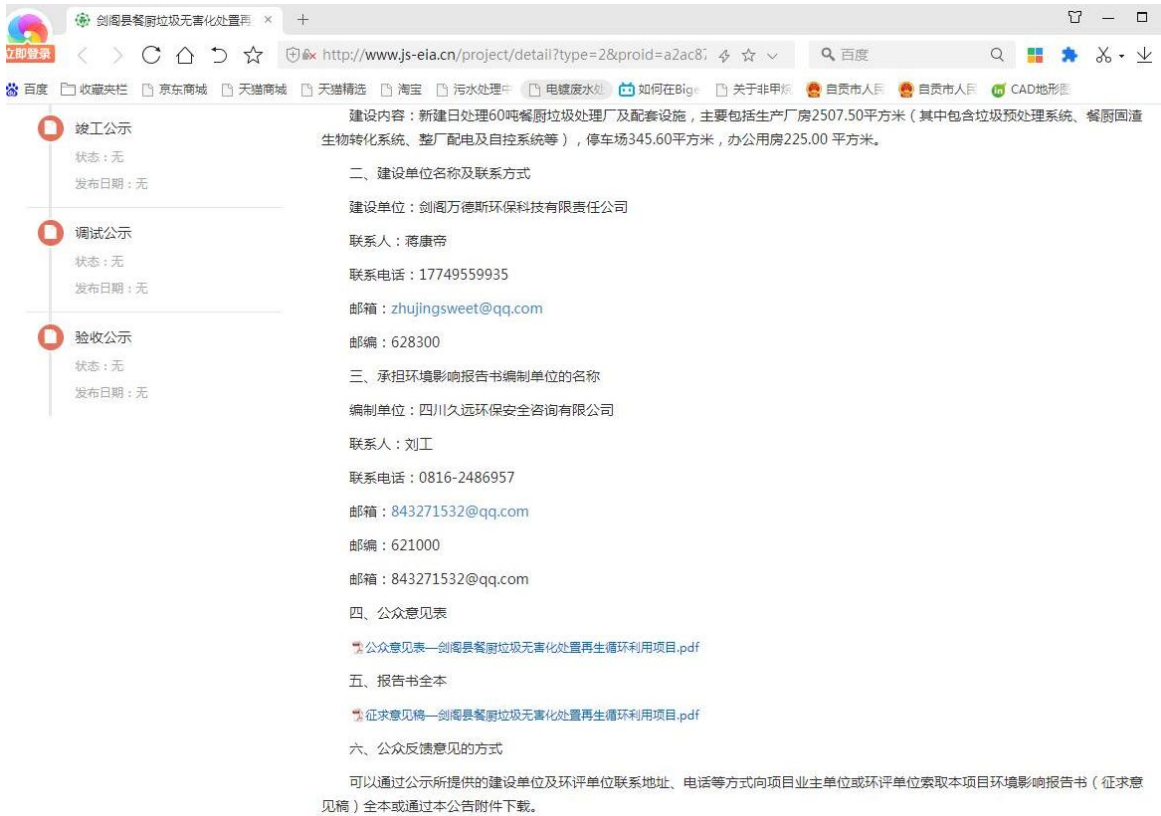 剑阁县餐厨垃圾无害化处置再
立即登录
http://www.js-eia.cn/project/detail?type=2&proid=a2ac87
百度
百度
收藏夹栏
京东商城
天猫商城
天猫精选
淘宝
污水处理中
电镀废水处
如何在Bige
关于非甲烷
自贡市人民
自贡市人民
CAD地形图
竣工公示
状态：无
发布日期：无
调试公示
状态：无
发布日期：无
验收公示
状态：无
发布日期：无
建设内容：新建日处理60吨餐厨垃圾处理厂及配套设施，主要包括生产厂房2507.50平方米（其中包含垃圾预处理系统、餐厨固渣
生物转化系统、整厂配电及自控系统等），停车场345.60平方米，办公用房225.00 平方米。
二、建设单位名称及联系方式
建设单位：剑阁万德斯环保科技有限责任公司
联系人：蒋康帝
联系电话：17749559935
邮箱：zhujingsweet@qq.com
邮编：628300
三、承担环境影响报告书编制单位的名称
编制单位：四川久远环保安全咨询有限公司
联系人：刘工
联系电话：0816-2486957
邮箱：843271532@qq.com
邮编：621000
邮箱：843271532@qq.com
四、公众意见表
公众意见表—剑阁县餐厨垃圾无害化处置再生循环利用项目.pdf
五、报告书全本
征求意见稿—剑阁县餐厨垃圾无害化处置再生循环利用项目.pdf
六、公众反馈意见的方式
可以通过公示所提供的建设单位及环评单位联系地址、电话等方式向项目业主单位或环评单位索取本项目环境影响报告书（征求意
见稿）全本或通过本公告附件下载。